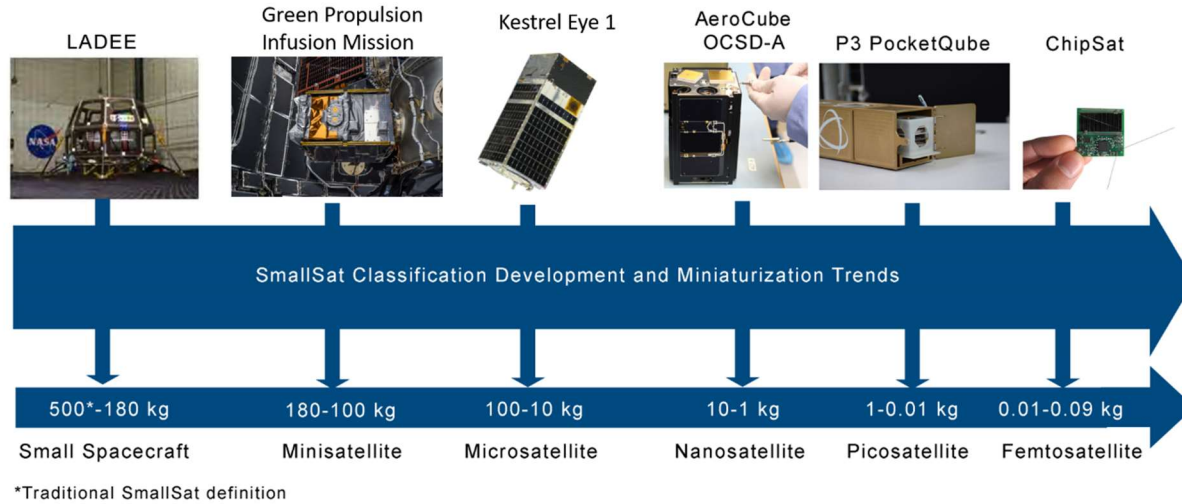 LADEE
Green Propulsion
Infusion Mission
Kestrel Eye 1
AeroCube
OCSD-A
P3 PocketQube
ChipSat
NASA
SmallSat Classification Development and Miniaturization Trends
500*-180 kg
180-100 kg
100-10 kg
10-1 kg
1-0.01 kg
0.01-0.09 kg
Small Spacecraft
Minisatellite
Microsatellite
Nanosatellite
Picosatellite
Femtosatellite
*Traditional SmallSat definition